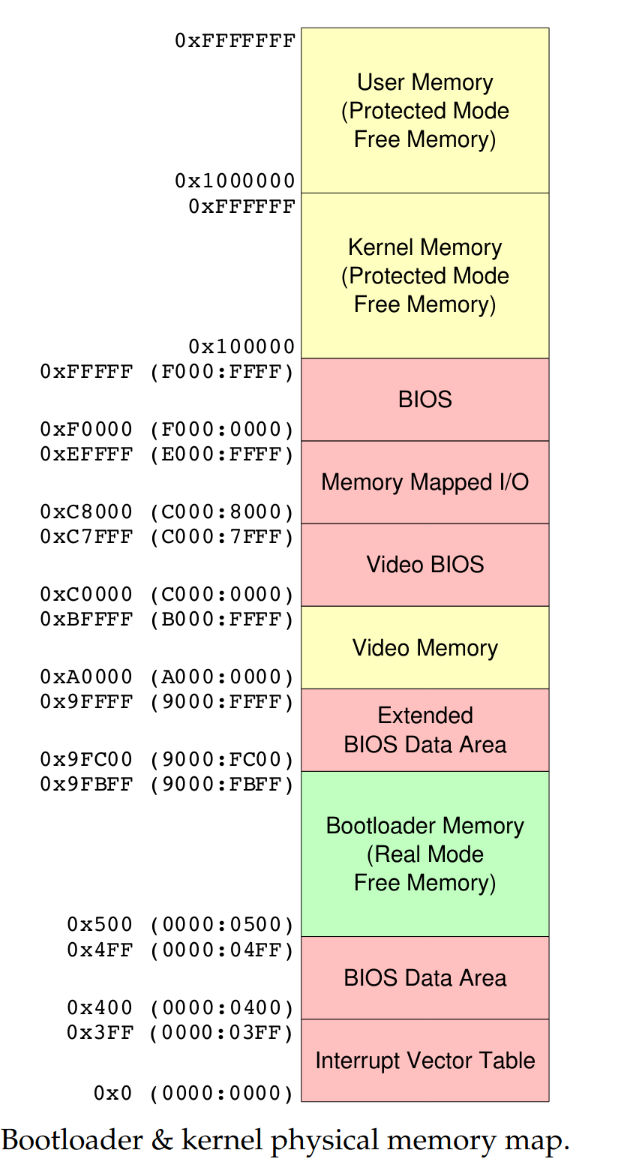 0xFFFFFFF
User Memory
(Protected Mode
Free Memory)
0x1000000
0xFFFFFF
Kernel Memory
(Protected Mode
Free Memory)
0x100000
0xFFFFF (F000:FFFF)
BIOS
0xF0000 (F000:0000)
0xEFFFF (E000:FFFF)
Memory Mapped I/O
0xC8000 (C000:8000)
0xC7FFF (C000:7FFF)
Video BIOS
0xC0000 (C000:0000)
0xBFFFF (B000:FFFF)
Video Memory
0xA0000 (A000:0000)
0x9FFFF (9000:FFFF)
Extended
BIOS Data Area
0x9FC00 (9000:FC00)
0x9FBFF (9000:FBFF)
Bootloader Memory
(Real Mode
Free Memory)
0x500 (0000:0500)
0x4FF (0000:04FF)
BIOS Data Area
0x400 (0000:0400)
0x3FF (0000:03FF)
Interrupt Vector Table
0x0 (0000:0000)
Bootloader & kernel physical memory map.